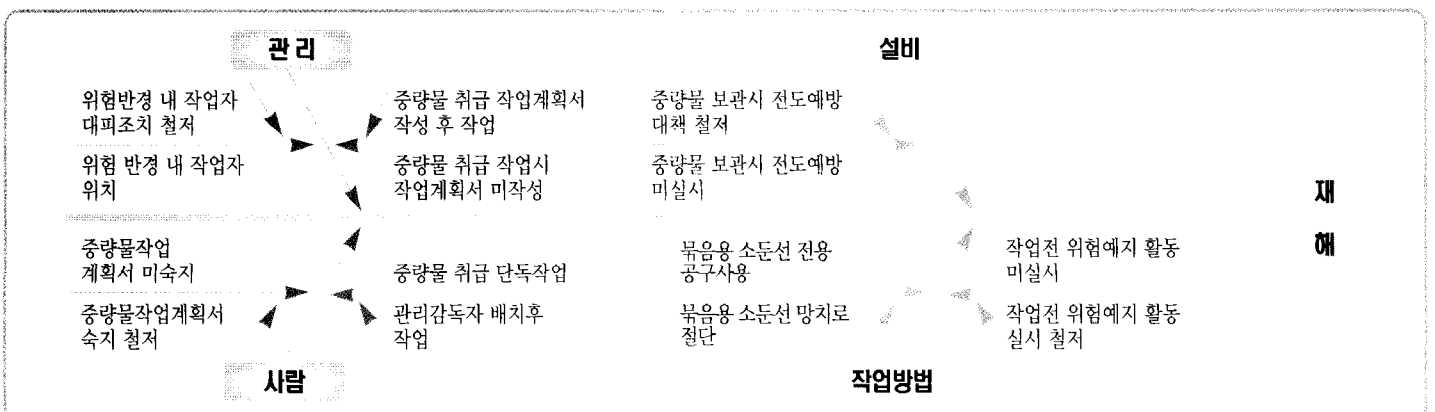 관리
설비
위험반경 내 작업자
대피조치 철저
중량물 취급 작업계획서
작성 후 작업
중량물 보관시 전도예방
대책 철저
위험 반경 내 작업자
위치
중량물 취급 작업시
작업계획서 미작성
중량물 보관시 전도예방
미실시
재
해
중량물작업
계획서 미숙지
중량물 취급 단독작업
묶음용 소둔선 전용
공구사용
작업전 위험예지 활동
미실시
중량물작업계획서
숙지 철저
관리감독자 배치후
작업
묶음용 소둔선 망치로
절단
작업전 위험예지 활동
실시 철저
사람
작업방법